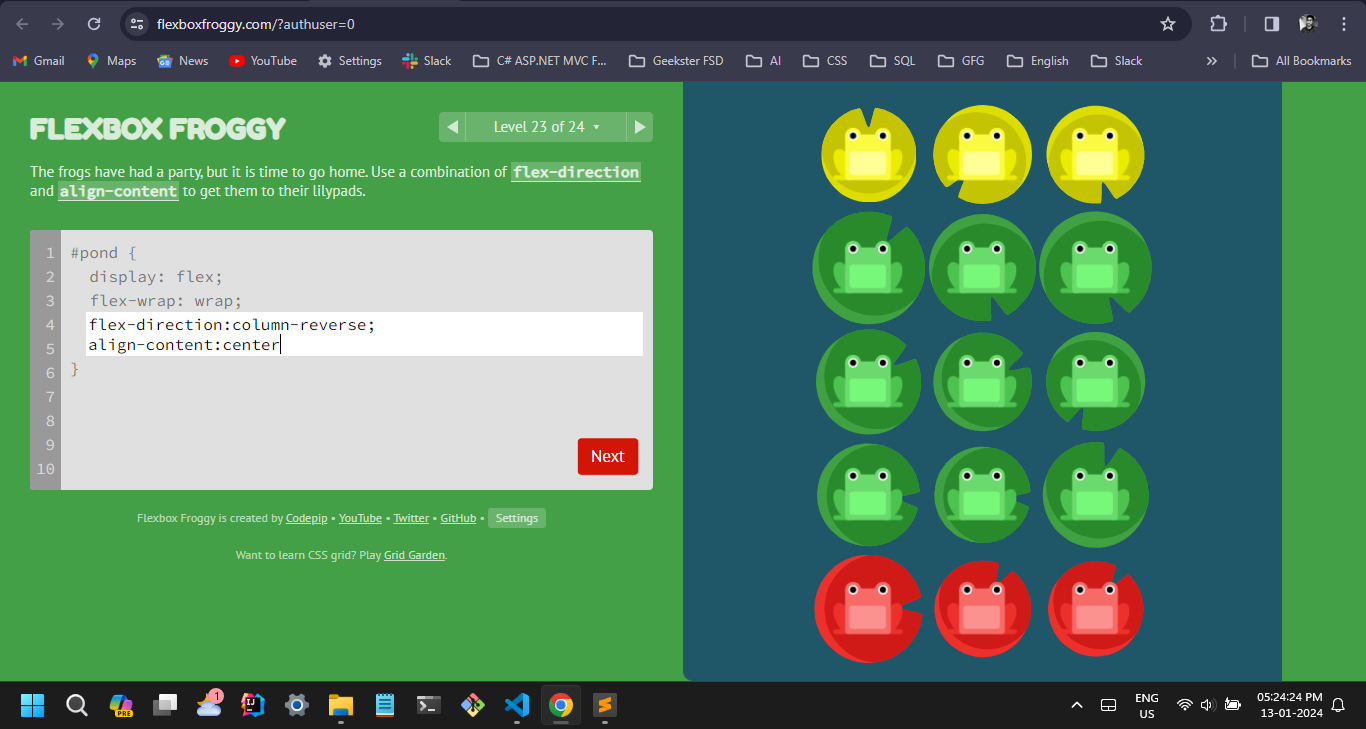 flexboxfroggy.com/?authuser=0
Gmail Maps News YouTube Settings Slack C# ASP.NET MVC F... Geekster FSD AI CSS SQL GFG English Slack » All Bookmarks
FLEXBOX FROGGY
Level 23 of 24
The frogs have had a party, but it is time to go home. Use a combination of flex-direction
and align-content to get them to their lilypads.
1 #pond {
2 display: flex;
3 flex-wrap: wrap;
4 flex-direction:column-reverse;
5 align-content:center
6 }
7
8
9
10
Next
Flexbox Froggy is created by Codepip • YouTube • Twitter • GitHub • Settings
Want to learn CSS grid? Play Grid Garden.
PRE
1
IJ
ENG
US
05:24:24 PM
13-01-2024